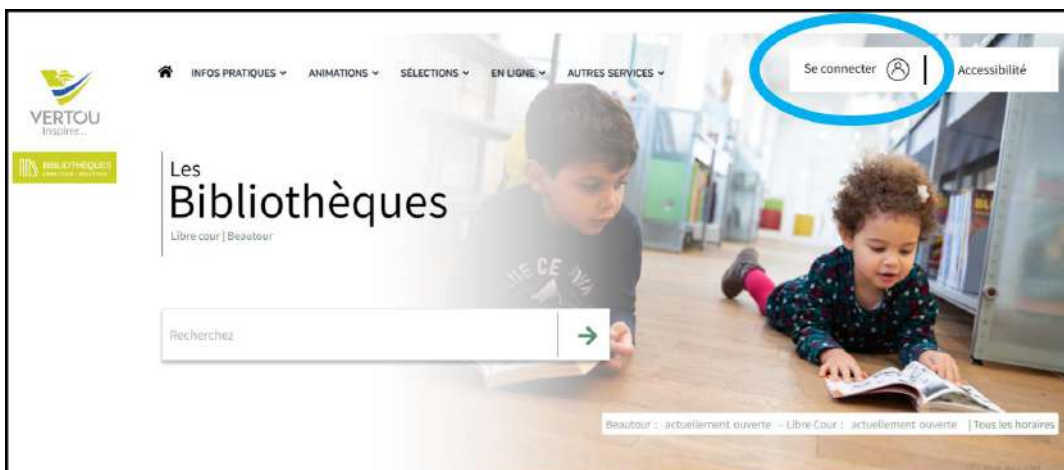 INFOS PRATIQUES
ANIMATIONS
SÉLECTIONS
EN LIGNE
AUTRES SERVICES
Se connecter
Accessibilité
VERTOU
Inspirée...
BIBLIOTHÈQUES
Les
Bibliothèques
Libre cour | Beautour
Recherchez
Beautour : actuellement ouverte - Libre Cour : actuellement ouverte | Tous les horaires